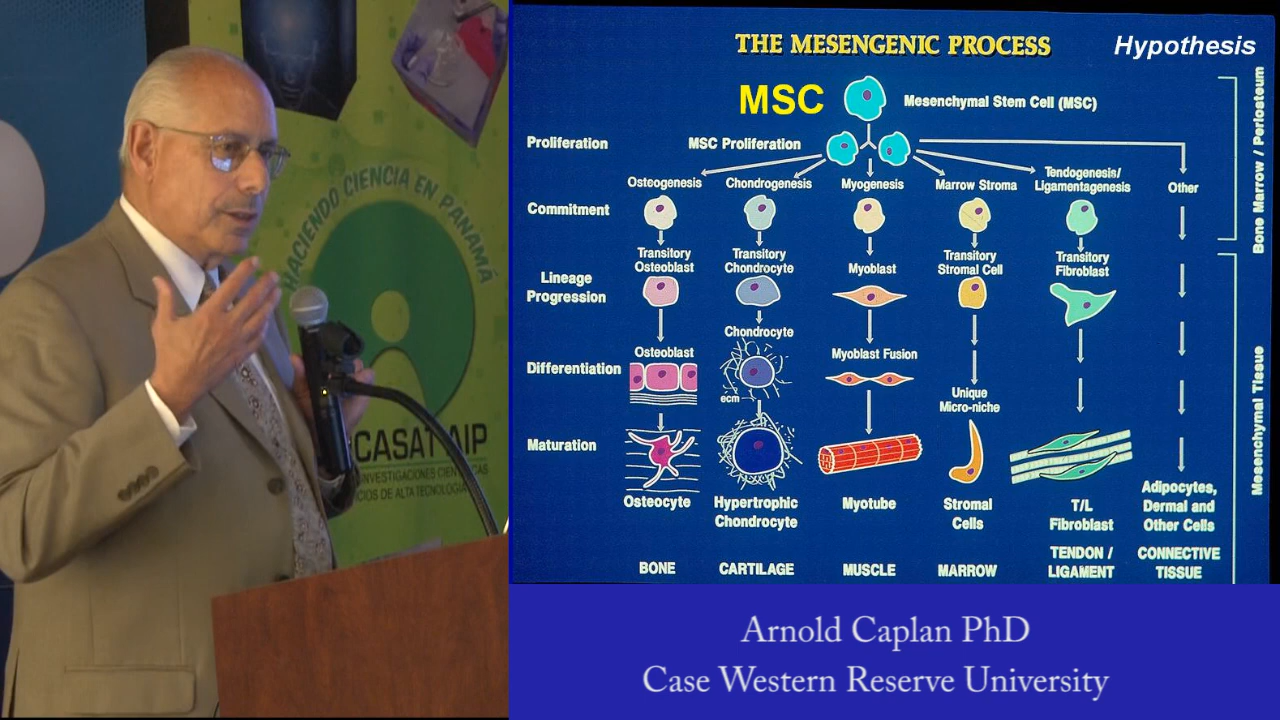 HACIENDO CIENCIA EN PANAMÁ
CASAT AIP
INVESTIGACIONES CIENTÍFICAS
CIOS DE ALTA TECNOLOGIA
THE MESENGENIC PROCESS
Hypothesis
MSC
Mesenchymal Stem Cell (MSC)
Proliferation
MSC Proliferation
Osteogenesis
Chondrogenesis
Myogenesis
Marrow Stroma
Tendogenesis/
Ligamentagenesis
Other
Commitment
Transitory
Osteoblast
Transitory
Chondrocyte
Myoblast
Transitory
Stromal Cell
Transitory
Fibroblast
Lineage
Progression
Chondrocyte
Osteoblast
Myoblast Fusion
Differentiation
ecm
Unique
Micro-niche
Maturation
Osteocyte
Hypertrophic
Chondrocyte
Myotube
Stromal
Cells
T/L
Fibroblast
Adipocytes,
Dermal and
Other Cells
BONE
CARTILAGE
MUSCLE
MARROW
TENDON /
LIGAMENT
CONNECTIVE
TISSUE
Bone Marrow / Periosteum
Mesenchymal Tissue
Arnold Caplan PhD
Case Western Reserve University